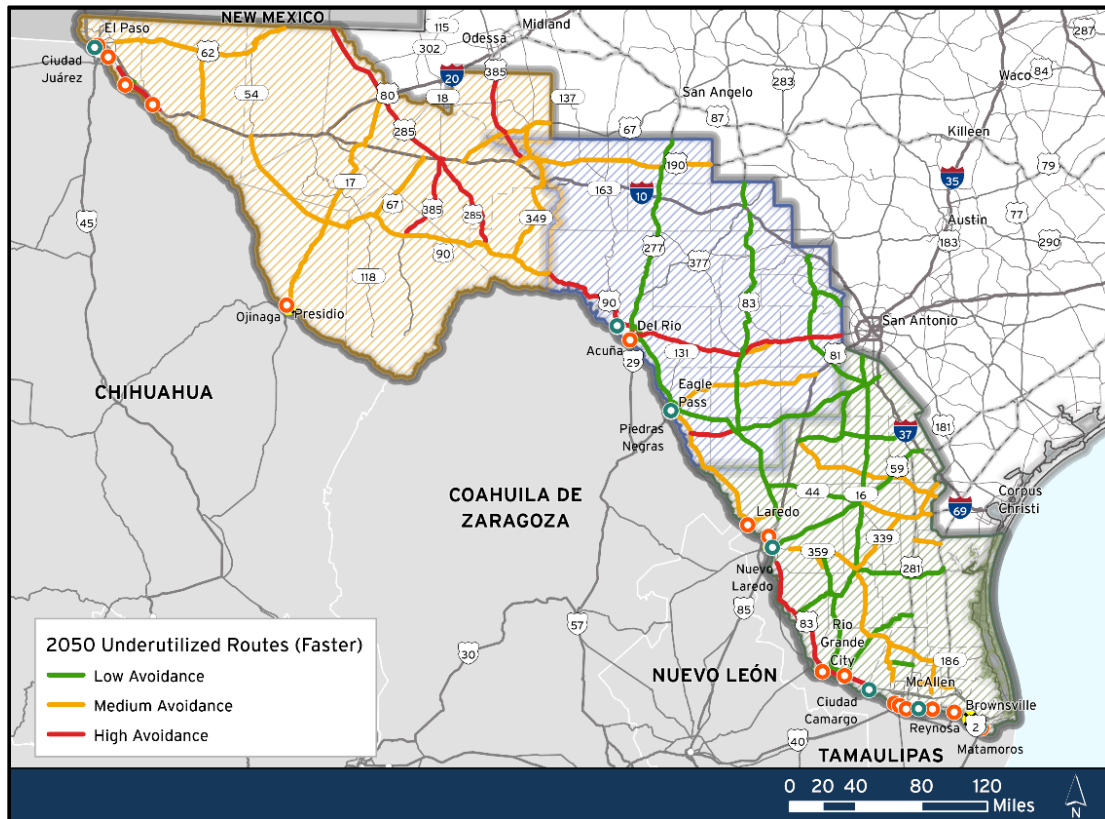 NEW MEXICO
El Paso
Ciudad
Juárez
62
54
115
302
Midland
Odessa
385
20
18
80
137
285
San Angelo
87
67
283
287
Waco
84
Killeen
79
35
Austin
77
183
290
190
163
10
17
67
385
285
349
90
118
45
277
377
83
90
Ojinaga
Presidio
Del Rio
Acuña
29
131
81
San Antonio
Eagle
Pass
Piedras
Negras
CHIHUAHUA
COAHUILA DE
ZARAGOZA
181
37
59
Corpus
Christi
69
44
16
Laredo
339
359
281
Nuevo
Laredo
85
57
30
83
Rio
Grande
City
186
McAllen
NUEVO LEÓN
Ciudad
Camargo
Brownsville
2
Reynosa
Matamoros
40
TAMAULIPAS
2050 Underutilized Routes (Faster)
Low Avoidance
Medium Avoidance
High Avoidance
0 20 40 80 120
Miles
N